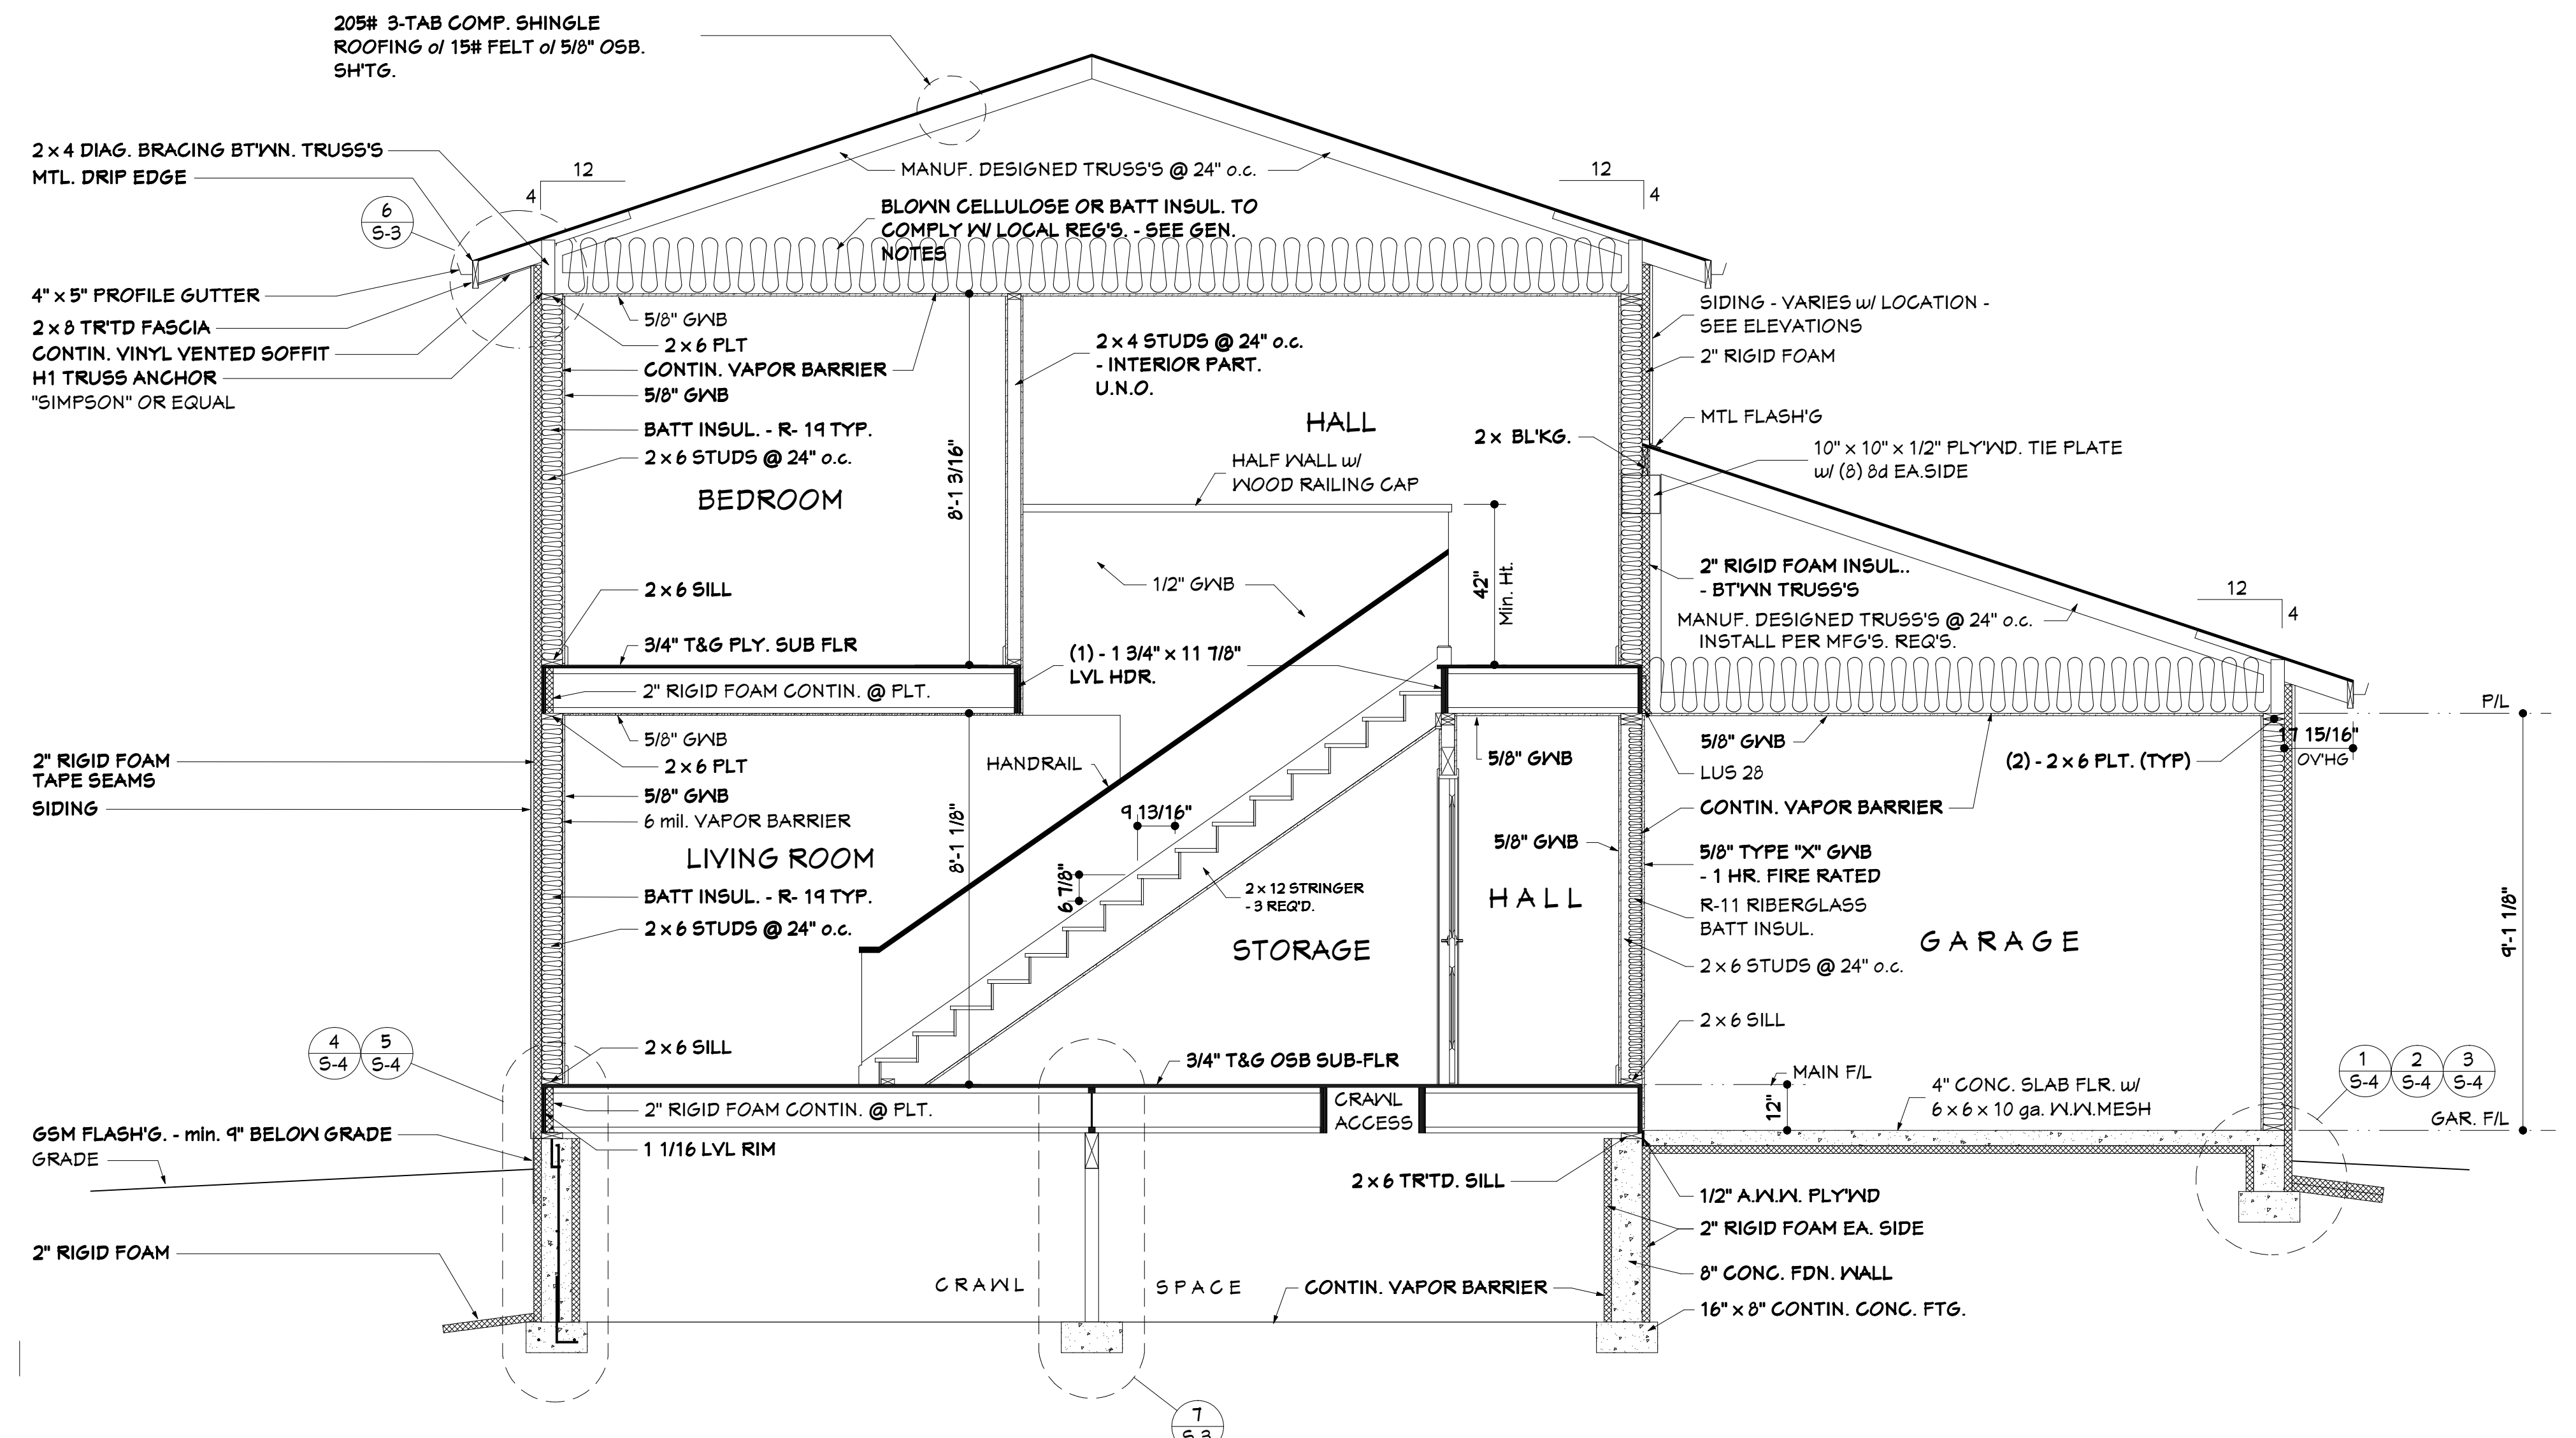 205# 3-TAB COMP. SHINGLE
ROOFING o/ 15# FELT o/ 5/8" OSB.
SH'TG.
2 x 4 DIAG. BRACING BT'WN. TRUSS'S
MTL. DRIP EDGE
6
S-3
12
4
MANUF. DESIGNED TRUSS'S @ 24" o.c.
12
4
BLOWN CELLULOSE OR BATT INSUL. TO
COMPLY W/ LOCAL REG'S. - SEE GEN.
NOTES
4" x 5" PROFILE GUTTER
2 x 8 TR'TD FASCIA
CONTIN. VINYL VENTED SOFFIT
H1 TRUSS ANCHOR
"SIMPSON" OR EQUAL
5/8" GWB
2 x 6 PLT
CONTIN. VAPOR BARRIER
5/8" GWB
BATT INSUL. - R- 19 TYP.
2 x 6 STUDS @ 24" o.c.
BEDROOM
8'-1 3/16"
2 x 4 STUDS @ 24" o.c.
- INTERIOR PART.
U.N.O.
HALL
2 x BL'KG.
HALF WALL w/
WOOD RAILING CAP
SIDING - VARIES w/ LOCATION -
SEE ELEVATIONS
2" RIGID FOAM
MTL FLASH'G
10" x 10" x 1/2" PLY'WD. TIE PLATE
w/ (8) 8d EA.SIDE
1/2" GWB
42"
Min. Ht.
2" RIGID FOAM INSUL..
- BT'WN TRUSS'S
MANUF. DESIGNED TRUSS'S @ 24" o.c.
INSTALL PER MFG'S. REQ'S.
12
4
2 x 6 SILL
3/4" T&G PLY. SUB FLR
2" RIGID FOAM CONTIN. @ PLT.
(1) - 1 3/4" x 11 7/8"
LVL HDR.
P/L
17 15/16"
OV'HG
2" RIGID FOAM
TAPE SEAMS
SIDING
5/8" GWB
2 x 6 PLT
5/8" GWB
6 mil. VAPOR BARRIER
LIVING ROOM
BATT INSUL. - R- 19 TYP.
2 x 6 STUDS @ 24" o.c.
8'-1 1/8"
HANDRAIL
9 13/16"
6 7/8"
2 x 12 STRINGER
- 3 REQ'D.
STORAGE
5/8" GWB
5/8" GWB
HALL
5/8" GWB
LUS 28
(2) - 2 x 6 PLT. (TYP)
CONTIN. VAPOR BARRIER
5/8" TYPE "X" GWB
- 1 HR. FIRE RATED
R-11 RIBERGLASS
BATT INSUL.
2 x 6 STUDS @ 24" o.c.
GARAGE
9'-1 1/8"
2 x 6 SILL
4
S-4
5
S-4
2 x 6 SILL
3/4" T&G OSB SUB-FLR
MAIN F/L
12"
4" CONC. SLAB FLR. w/
6 x 6 x 10 ga. W.W.MESH
1
S-4
2
S-4
3
S-4
GAR. F/L
2" RIGID FOAM CONTIN. @ PLT.
1 1/16 LVL RIM
CRAWL
ACCESS
GSM FLASH'G. - min. 9" BELOW GRADE
GRADE
2" RIGID FOAM
2 x 6 TR'TD. SILL
1/2" A.W.W. PLY'WD
2" RIGID FOAM EA. SIDE
8" CONC. FDN. WALL
16" x 8" CONTIN. CONC. FTG.
CRAWL SPACE
CONTIN. VAPOR BARRIER
7
S-3